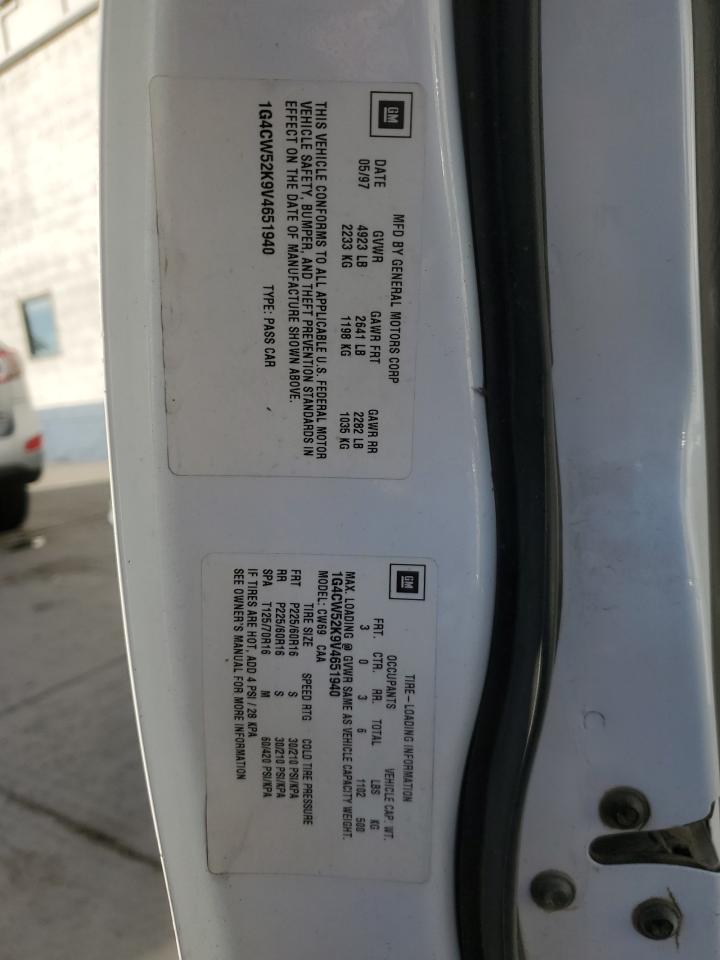 GM
MFD BY GENERAL MOTORS CORP
DATE GVWR GAWR FRT GAWR RR
05/97 4923 LB 2641 LB 2282 LB
2233 KG 1198 KG 1035 KG
THIS VEHICLE CONFORMS TO ALL APPLICABLE U.S. FEDERAL MOTOR
VEHICLE SAFETY, BUMPER, AND THEFT PREVENTION STANDARDS IN
EFFECT ON THE DATE OF MANUFACTURE SHOWN ABOVE.
1G4CW52K9V4651940 TYPE: PASS CAR
GM
TIRE-LOADING INFORMATION
OCCUPANTS VEHICLE CAP. WT.
FRT. CTR. RR. TOTAL LBS KG
3 0 3 6 1102 500
MAX. LOADING @ GVWR SAME AS VEHICLE CAPACITY WEIGHT.
1G4CW52K9V4651940
MODEL: CW69 CAA
TIRE SIZE SPEED RTG COLD TIRE PRESSURE
FRT P225/60R16 S 30/210 PSI/KPA
RR P225/60R16 S 30/210 PSI/KPA
SPA T125/70R16 M 60/420 PSI/KPA
IF TIRES ARE HOT, ADD 4 PSI / 28 KPA
SEE OWNER'S MANUAL FOR MORE INFORMATION